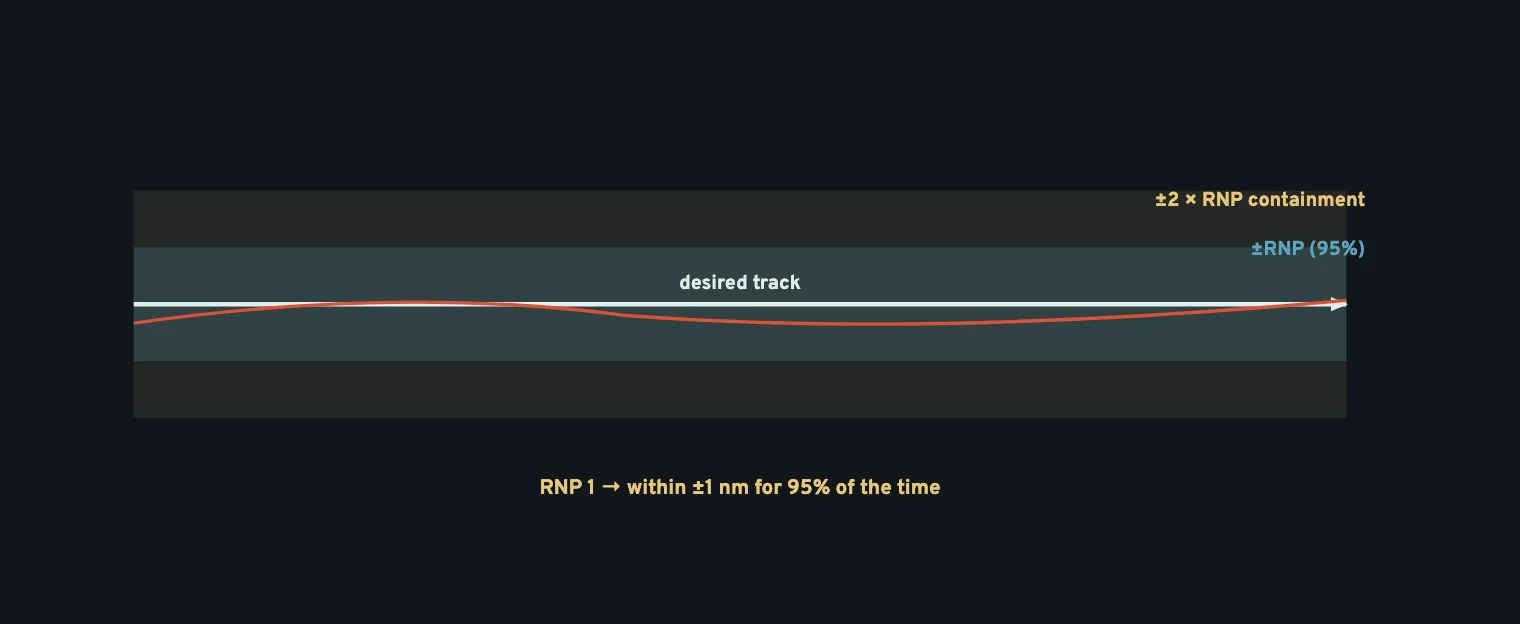 ±2 × RNP containment
±RNP (95%)
desired track
RNP 1 → within ±1 nm for 95% of the time